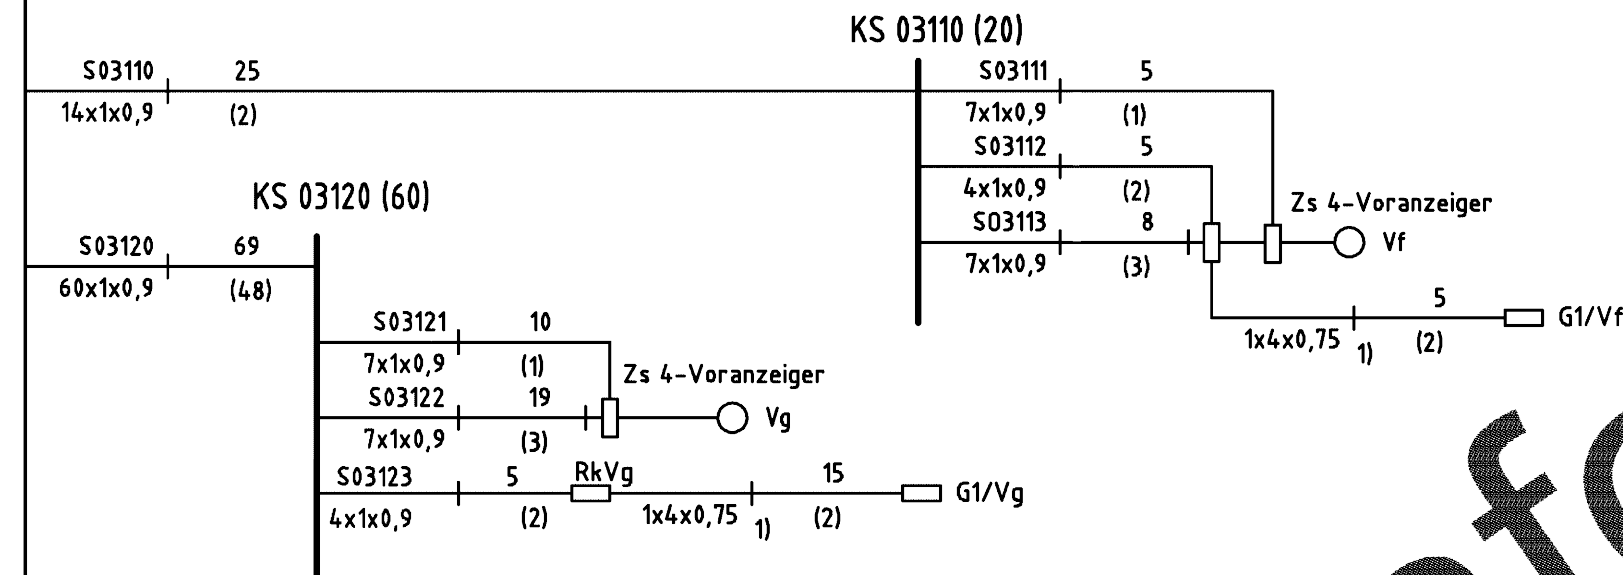 KS 03110 (20)
S03110 25
14x1x0,9 (2)
S03111 5
7x1x0,9 (1)
S03112 5
4x1x0,9 (2)
S03113 8
7x1x0,9 (3)
Zs 4-Voranzeiger
Vf
5
1x4x0,75 1) (2)
G1/Vf
KS 03120 (60)
S03120 69
60x1x0,9 (48)
S03121 10
7x1x0,9 (1)
Zs 4-Voranzeiger
S03122 19
7x1x0,9 (3)
Vg
S03123 5 RkVg 15
4x1x0,9 (2) 1x4x0,75 1) (2)
G1/Vg